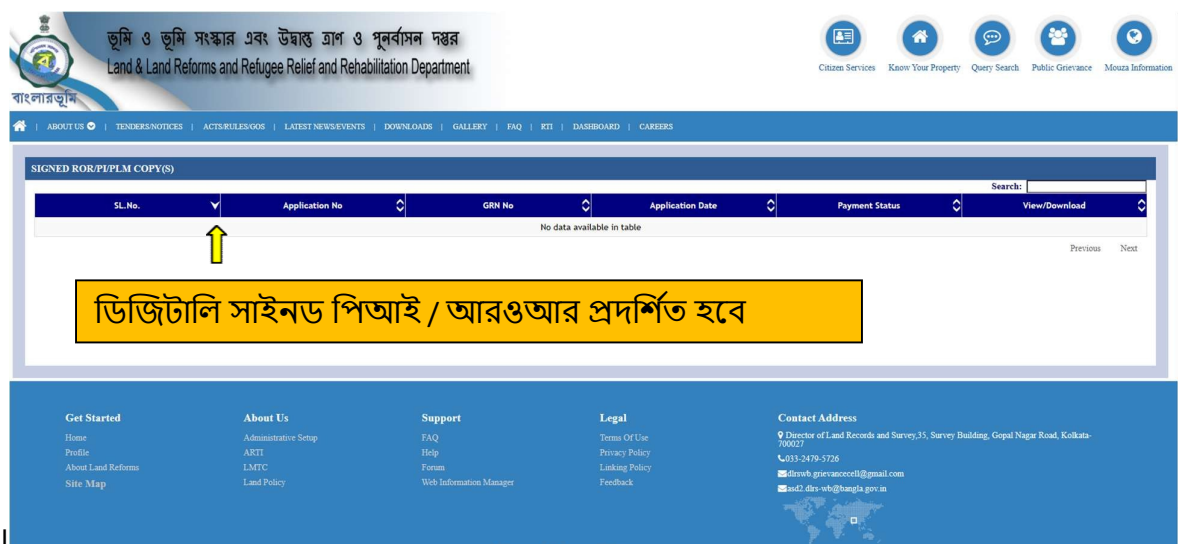 ভূমি ও ভূমি সংস্কার এবং উদ্বাস্তু ত্রাণ ও পুনর্বাসন দপ্তর
Land & Land Reforms and Refugee Relief and Rehabilitation Department
বাংলারভূমি
Citizen Services Know Your Property Query Search Public Grievance Mouza Information
| ABOUT US | TENDERS/NOTICES | ACTS/RULES/GOS | LATEST NEWS/EVENTS | DOWNLOADS | GALLERY | FAQ | RTI | DASHBOARD | CAREERS
SIGNED ROR/PI/PLM COPY(S)
Search:
SL.No. Application No GRN No Application Date Payment Status View/Download
No data available in table
Previous Next
ডিজিটালি সাইনড পিআই / আরওআর প্রদর্শিত হবে
Get Started About Us Support Legal Contact Address
Home Administrative Setup FAQ Terms Of Use Director of Land Records and Survey,35, Survey Building, Gopal Nagar Road, Kolkata-
700027
Profile ARTI Help Privacy Policy 033-2479-5726
About Land Reforms LMTC Forum Linking Policy dlrswb.grievancecell@gmail.com
Site Map Land Policy Web Information Manager Feedback asd2.dlrs-wb@bangla.gov.in